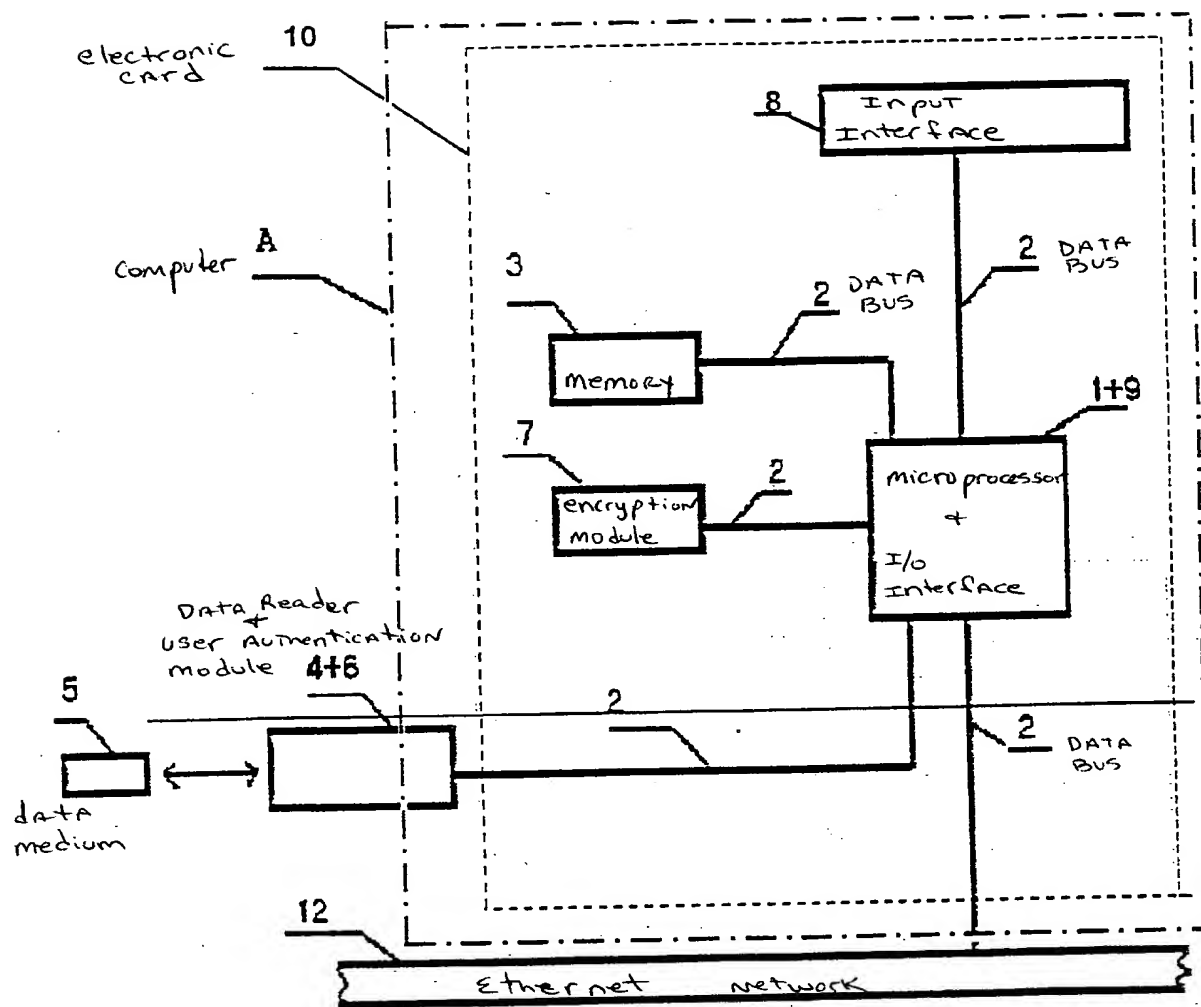 10
electronic
card
8
Input
Interface
A
Computer
2 DATA
BUS
3
2 DATA
BUS
memory
1+9
7
2
encryption
module
microprocessor
+
I/O
Interface
DATA Reader
+
user Authentication
module 4+6
5
2
2 DATA
BUS
data
medium
12
Ethernet network